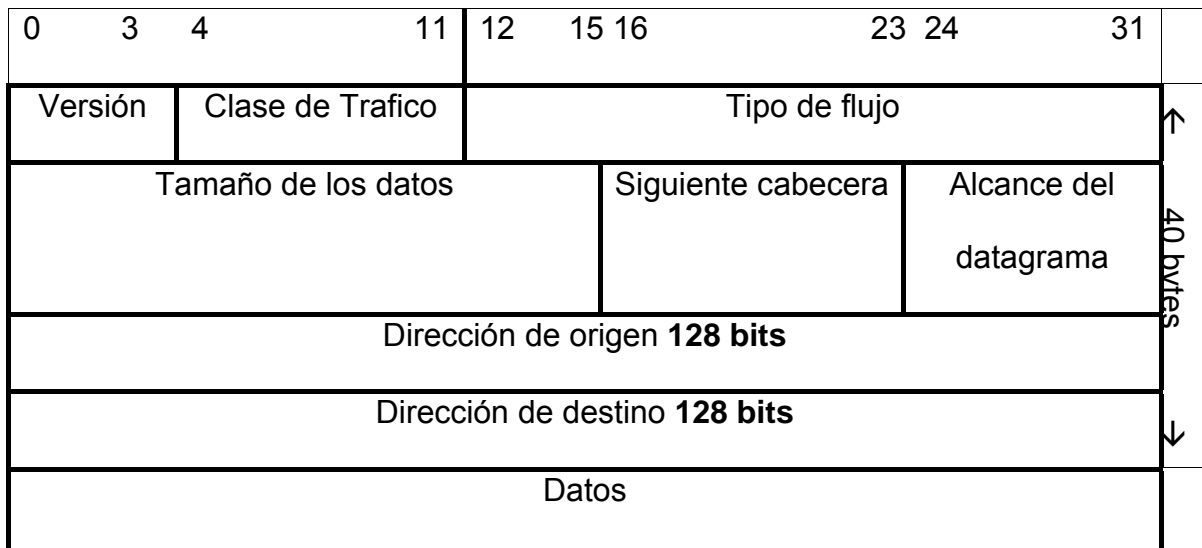 0 3 4 11 12 15 16 23 24 31
Versión Clase de Trafico Tipo de flujo
Tamaño de los datos Siguiente cabecera Alcance del
datagrama
40 bytes
Dirección de origen 128 bits
Dirección de destino 128 bits
Datos